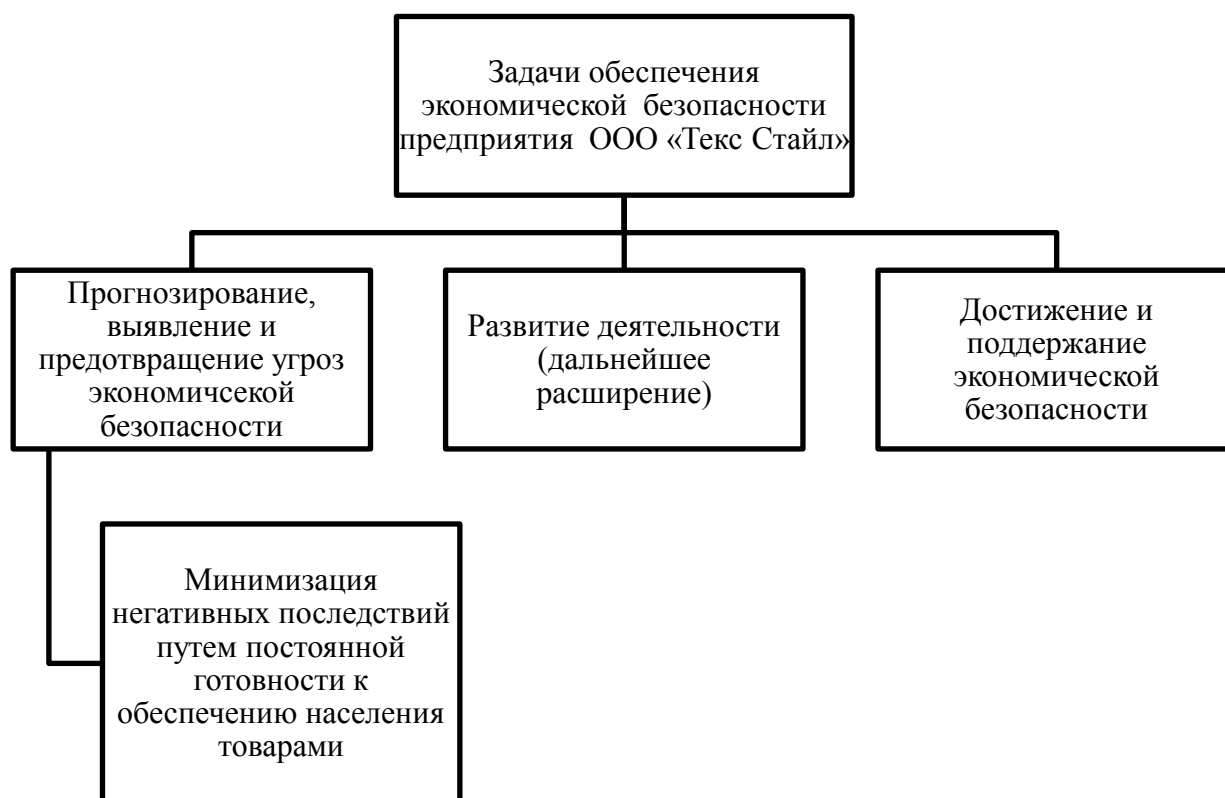 Задачи обеспечения
экономической безопасности
предприятия ООО «Текс Стайл»
Прогнозирование,
выявление и
предотвращение угроз
экономичсекой
безопасности
Развитие деятельности
(дальнейшее
расширение)
Достижение и
поддержание
экономической
безопасности
Минимизация
негативных последствий
путем постоянной
готовности к
обеспечению населения
товарами